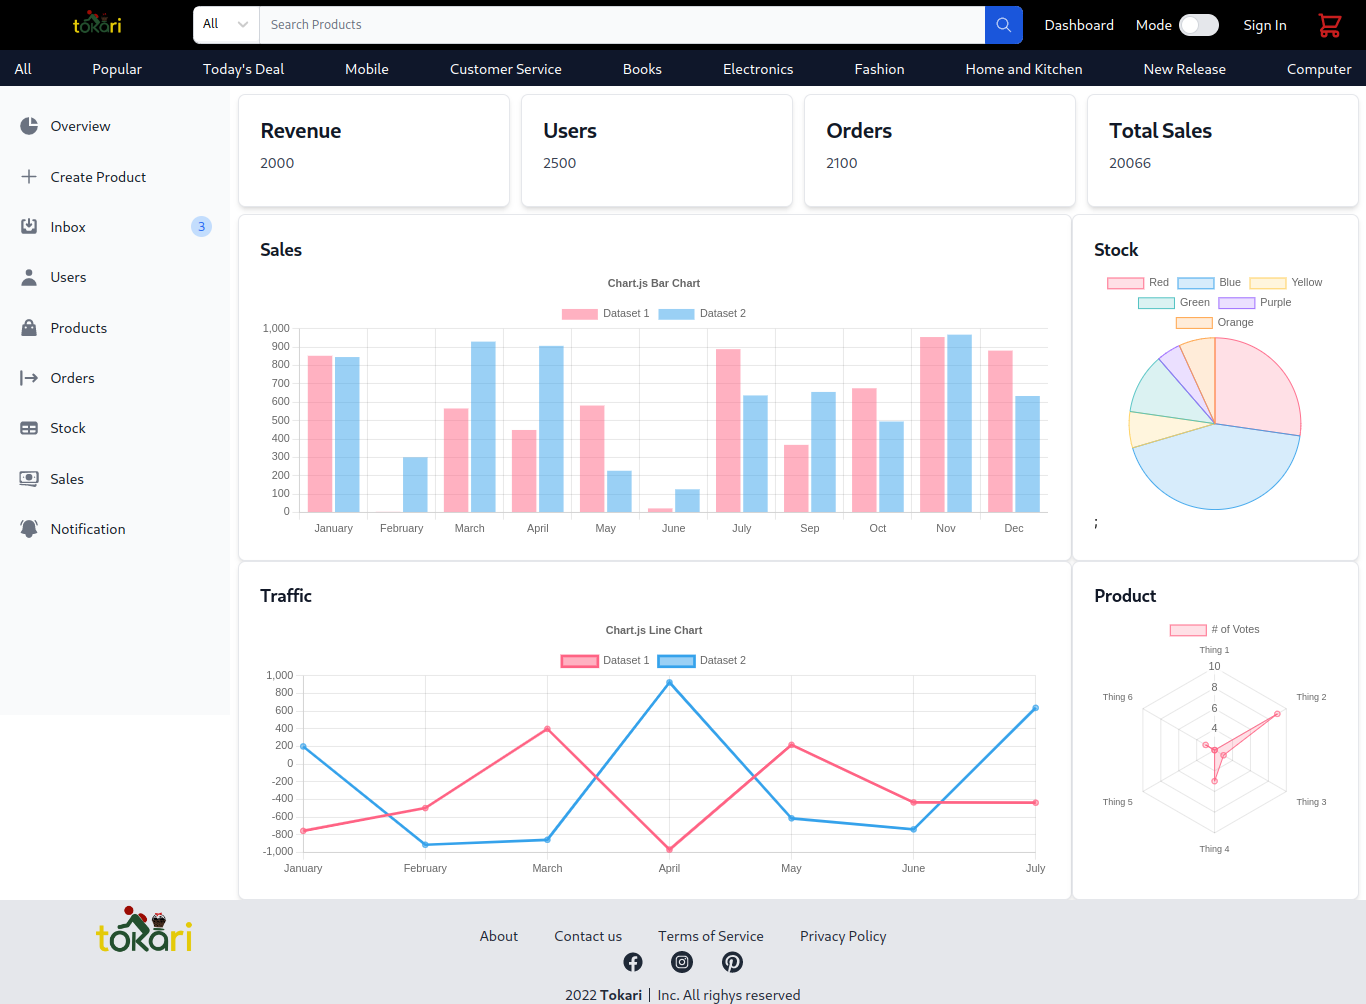 tokari
All
Search Products
Dashboard
Mode
Sign In
All
Popular
Today's Deal
Mobile
Customer Service
Books
Electronics
Fashion
Home and Kitchen
New Release
Computer
Overview
Create Product
Inbox
3
Users
Products
Orders
Stock
Sales
Notification
Revenue
2000
Users
2500
Orders
2100
Total Sales
20066
Sales
Chart.js Bar Chart
Dataset 1
Dataset 2
1,000
900
800
700
600
500
400
300
200
100
0
January
February
March
April
May
June
July
Sep
Oct
Nov
Dec
Stock
Red
Blue
Yellow
Green
Purple
Orange
;
Traffic
Chart.js Line Chart
Dataset 1
Dataset 2
1,000
800
600
400
200
0
-200
-400
-600
-800
-1,000
January
February
March
April
May
June
July
Product
# of Votes
Thing 1
10
8
6
4
Thing 2
Thing 3
Thing 4
Thing 5
Thing 6
tokari
About
Contact us
Terms of Service
Privacy Policy
2022 Tokari | Inc. All righys reserved